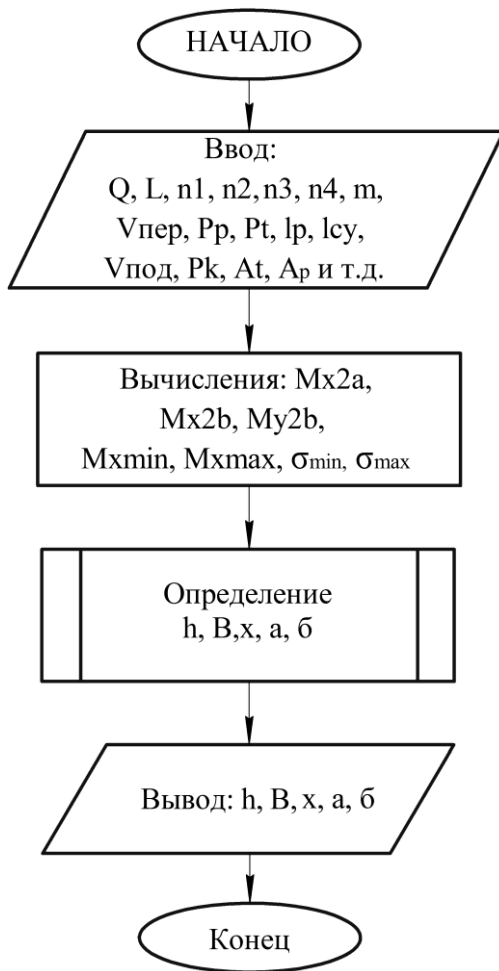 НАЧАЛО
Ввод:
Q, L, n1, n2, n3, n4, m,
Vпер, Pp, Pt, lp, lcy,
Vпод, Pk, At, Ap и т.д.
Вычисления: Mx2a,
Mx2b, My2b,
Mxmin, Mxmax, σmin, σmax
Определение
h, B,x, a, б
Вывод: h, B, x, a, б
Конец